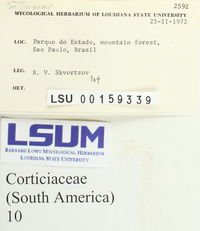 Corticiaceae
2592
MYCOLOGICAL HERBARIUM OF LOUISIANA STATE UNIVERSITY
25-II-1972
LOC. Parque do Estado, mountain forest,
Sao Paulo, Brasil
LEG. B. V. Skvortzov
DET.
LSU 00159339
LSUM
BERNARD LOWY MYCOLOGICAL HERBARIUM
LOUISIANA STATE UNIVERSITY
Corticiaceae
(South America)
10